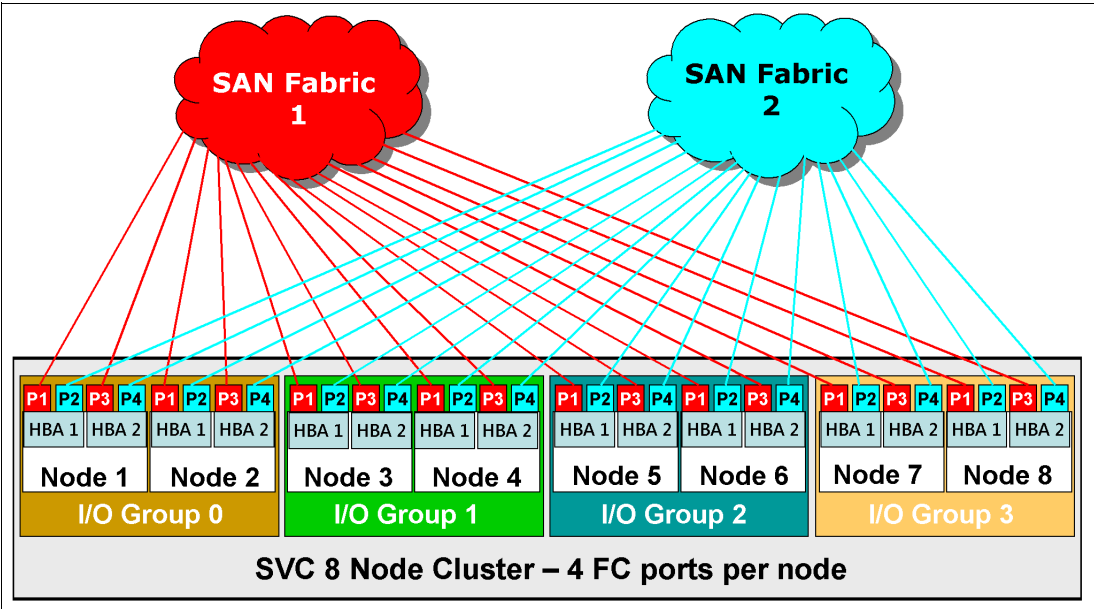 SAN Fabric
1
SAN Fabric
2
P1 P2 P3 P4 P1 P2 P3 P4 P1 P2 P3 P4 P1 P2 P3 P4 P1 P2 P3 P4 P1 P2 P3 P4 P1 P2 P3 P4 P1 P2 P3 P4
HBA 1 HBA 2 HBA 1 HBA 2 HBA 1 HBA 2 HBA 1 HBA 2 HBA 1 HBA 2 HBA 1 HBA 2 HBA 1 HBA 2 HBA 1 HBA 2
Node 1 Node 2 Node 3 Node 4 Node 5 Node 6 Node 7 Node 8
I/O Group 0 I/O Group 1 I/O Group 2 I/O Group 3
SVC 8 Node Cluster – 4 FC ports per node